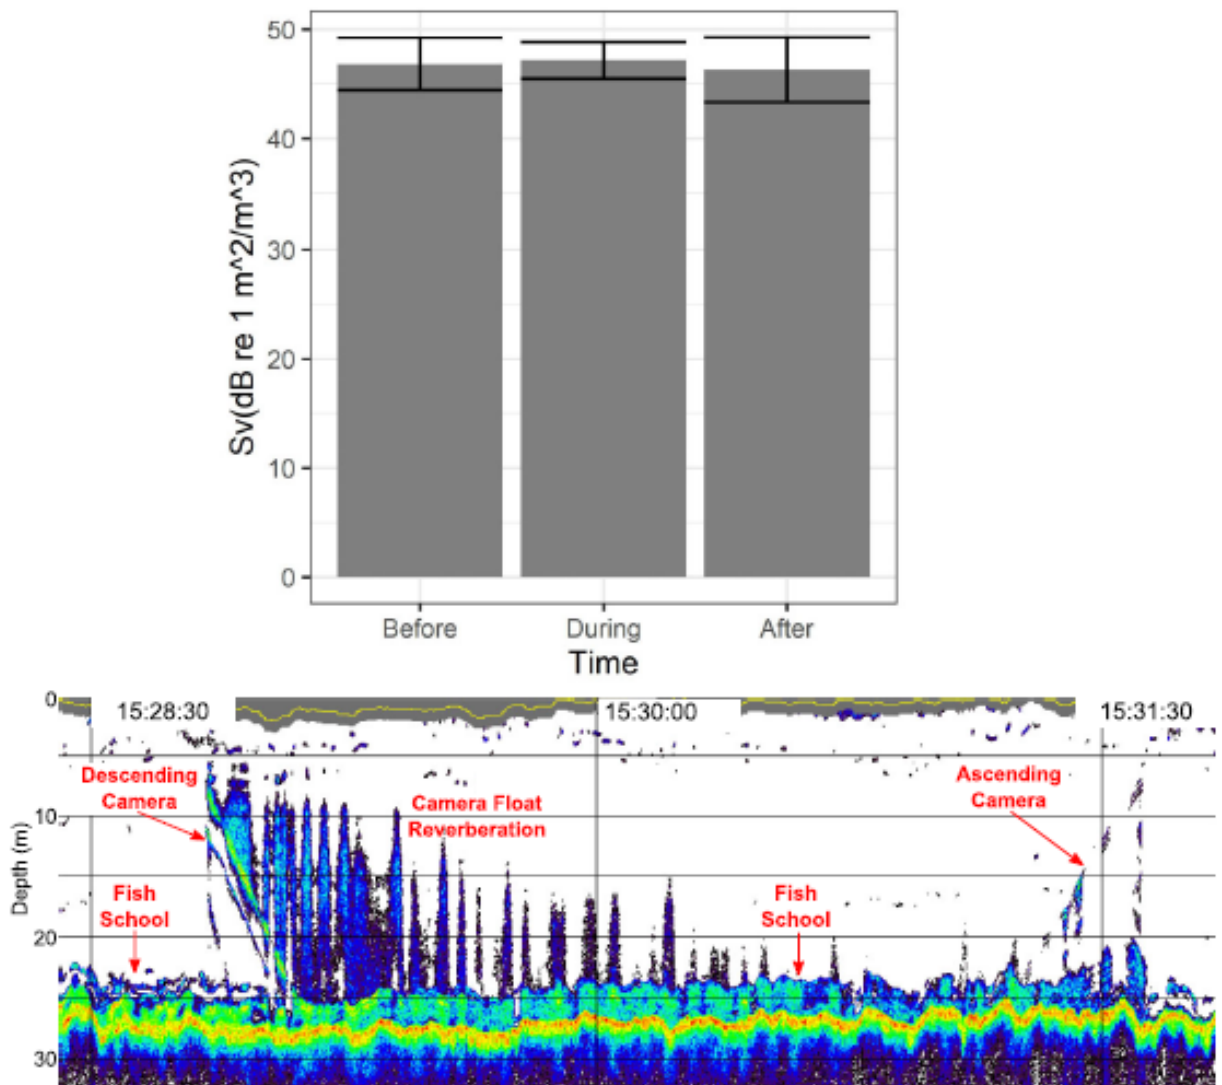 50
40
30
20
10
0
Sv(dB re 1 m^2/m^3)
Before During After
Time
0
15:28:30 15:30:00 15:31:30
Descending
Camera
Camera Float
Reverberation
Ascending
Camera
10
Depth (m)
Fish
School
Fish
School
20
30